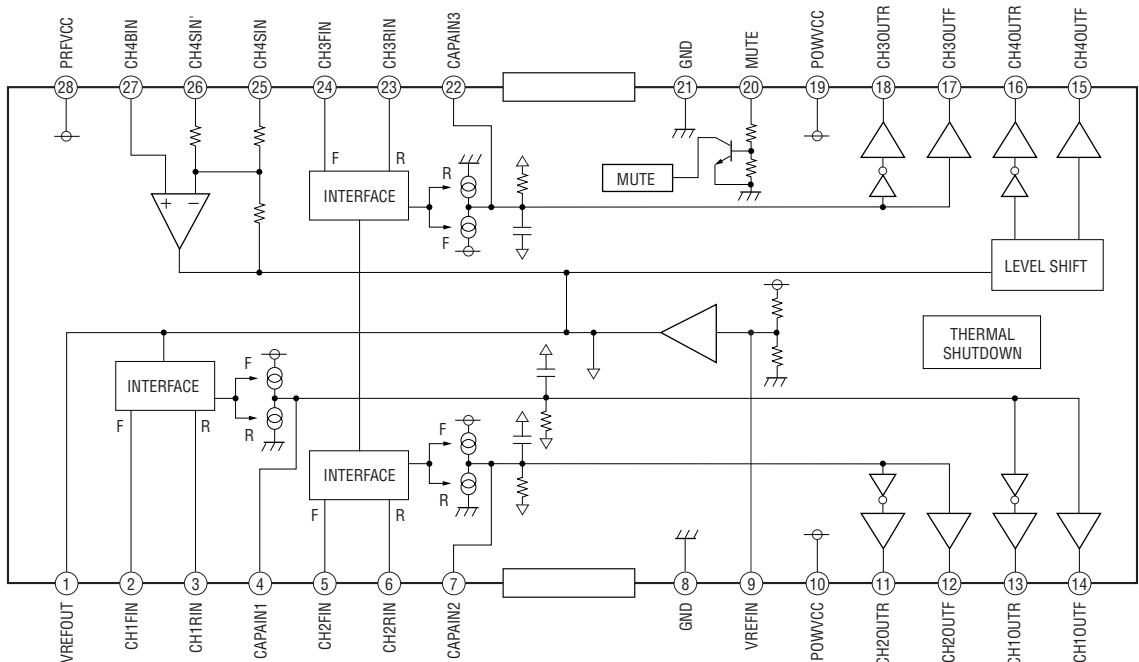 PRFVCC
CH4BIN
CH4SIN'
CH4SIN
CH3FIN
CH3RIN
CAPAIN3
GND
MUTE
POWVCC
CH3OUTR
CH3OUTF
CH4OUTR
CH4OUTF
28 27 26 25 24 23 22 21 20 19 18 17 16 15
F R
MUTE
R
INTERFACE
+ −
F
LEVEL SHIFT
THERMAL
SHUTDOWN
F
INTERFACE
F R R
F
INTERFACE
R
F R
1 2 3 4 5 6 7 8 9 10 11 12 13 14
VREFOUT
CH1FIN
CH1RIN
CAPAIN1
CH2FIN
CH2RIN
CAPAIN2
GND
VREFIN
POWVCC
CH2OUTR
CH2OUTF
CH1OUTR
CH1OUTF